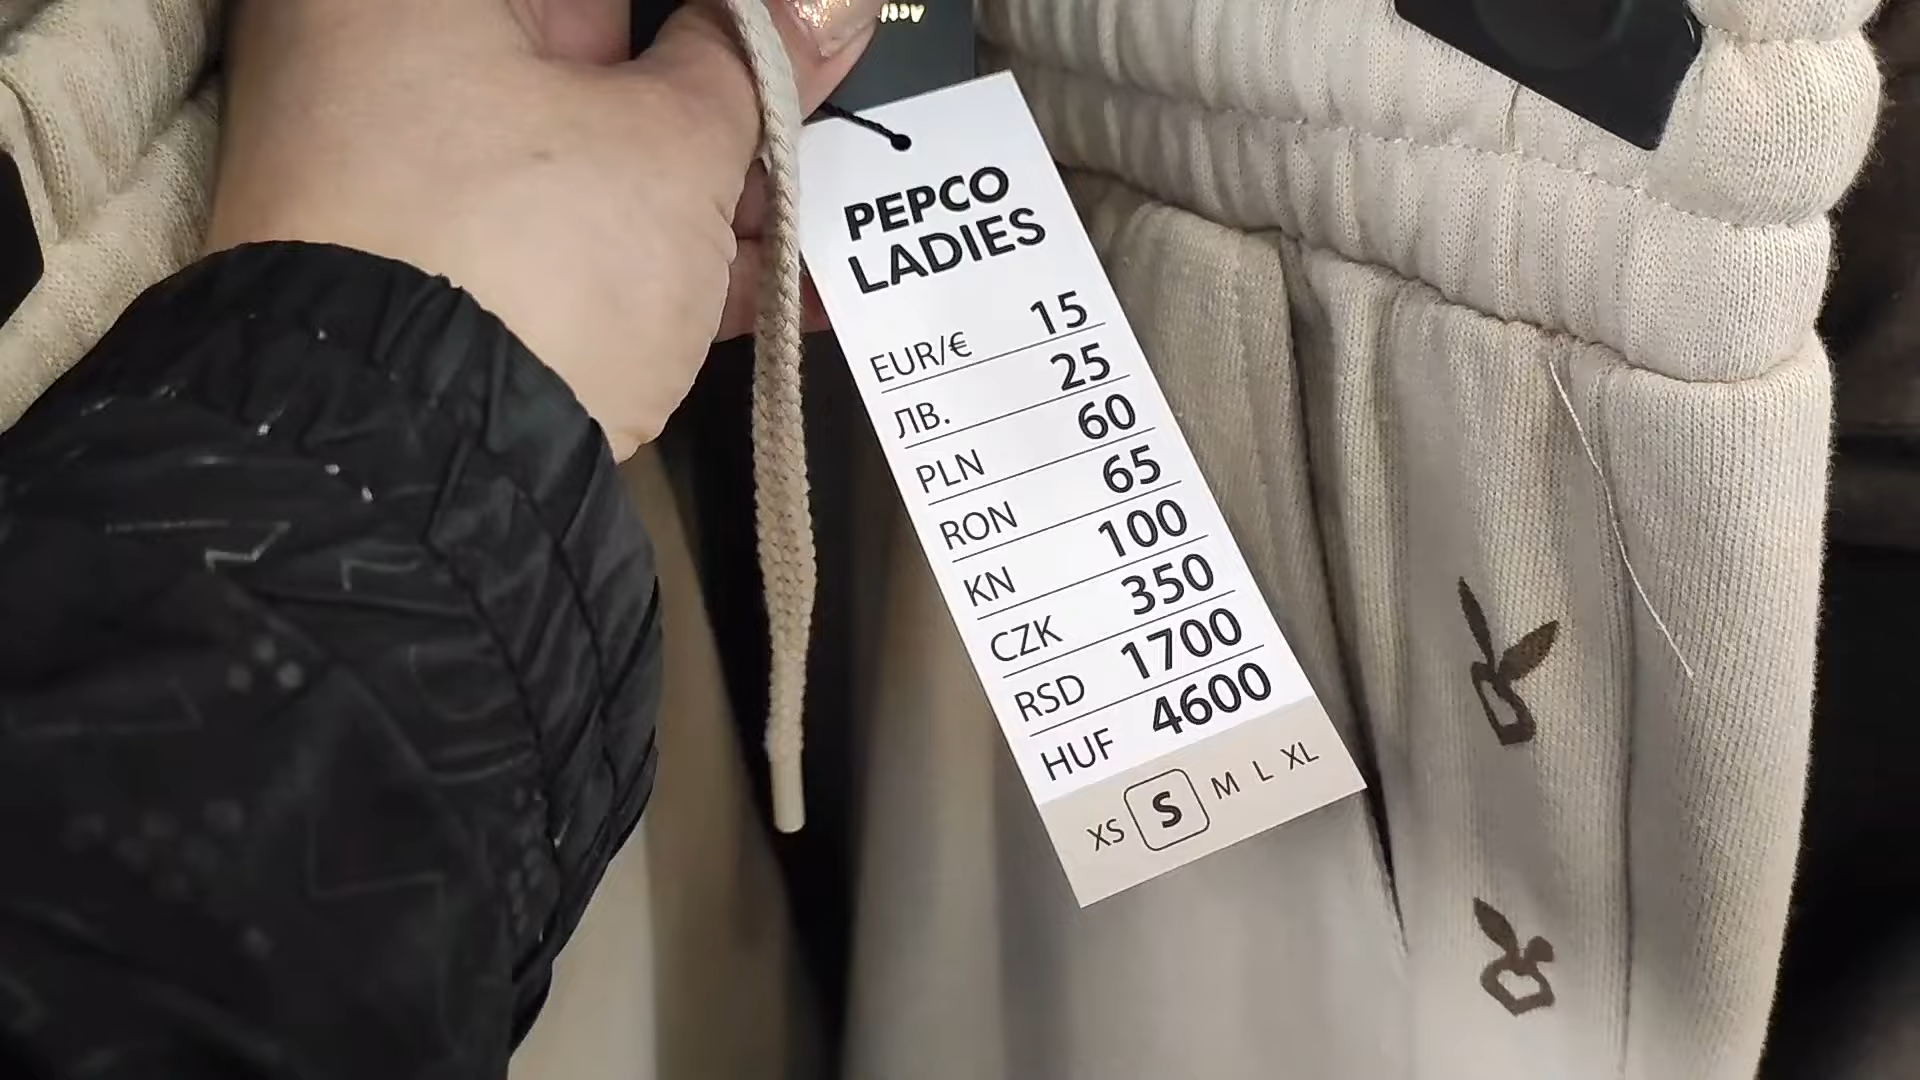 Acti
PEPCO
LADIES
EUR/€ 15
ЛВ. 25
PLN 60
RON 65
KN 100
CZK 350
RSD 1700
HUF 4600
XS S M L XL